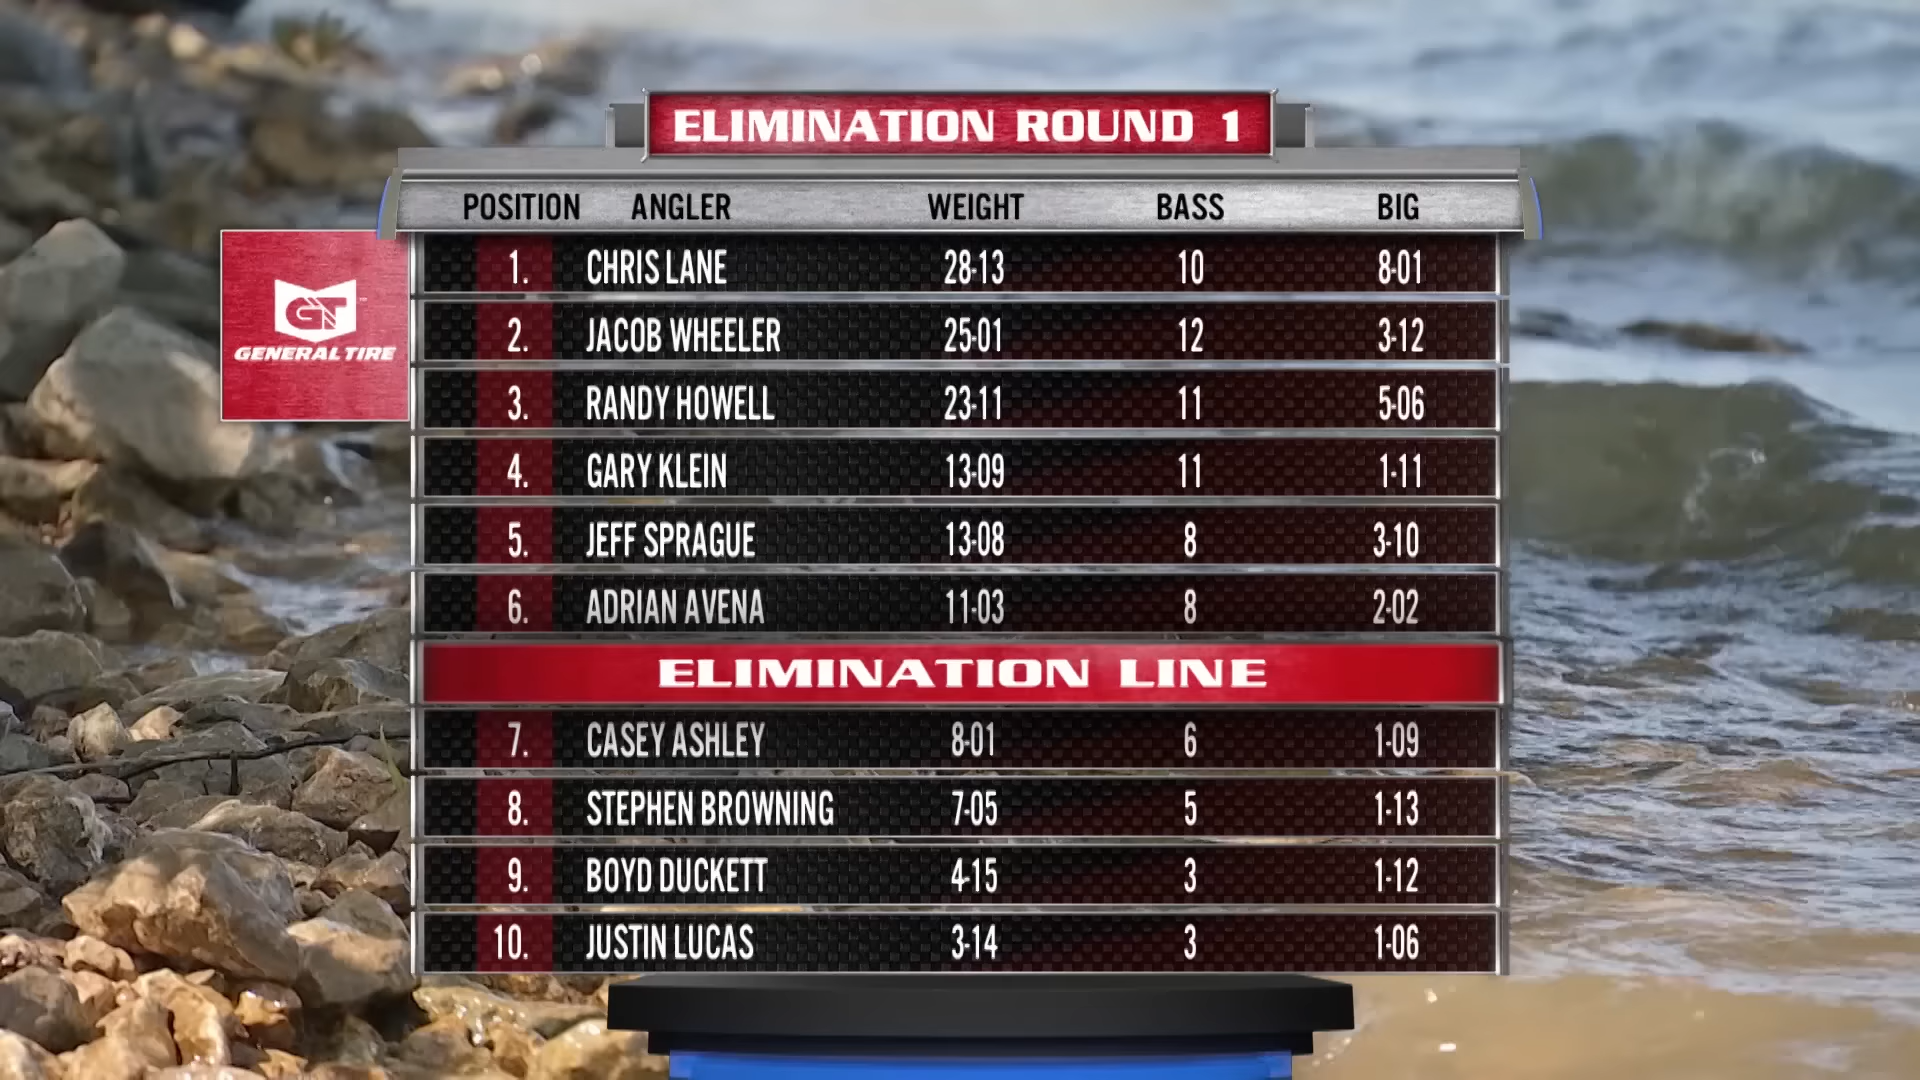 ELIMINATION ROUND 1
POSITION ANGLER WEIGHT BASS BIG
GT™
GENERAL TIRE
1. CHRIS LANE 28-13 10 8-01
2. JACOB WHEELER 25-01 12 3-12
3. RANDY HOWELL 23-11 11 5-06
4. GARY KLEIN 13-09 11 1-11
5. JEFF SPRAGUE 13-08 8 3-10
6. ADRIAN AVENA 11-03 8 2-02
ELIMINATION LINE
7. CASEY ASHLEY 8-01 6 1-09
8. STEPHEN BROWNING 7-05 5 1-13
9. BOYD DUCKETT 4-15 3 1-12
10. JUSTIN LUCAS 3-14 3 1-06